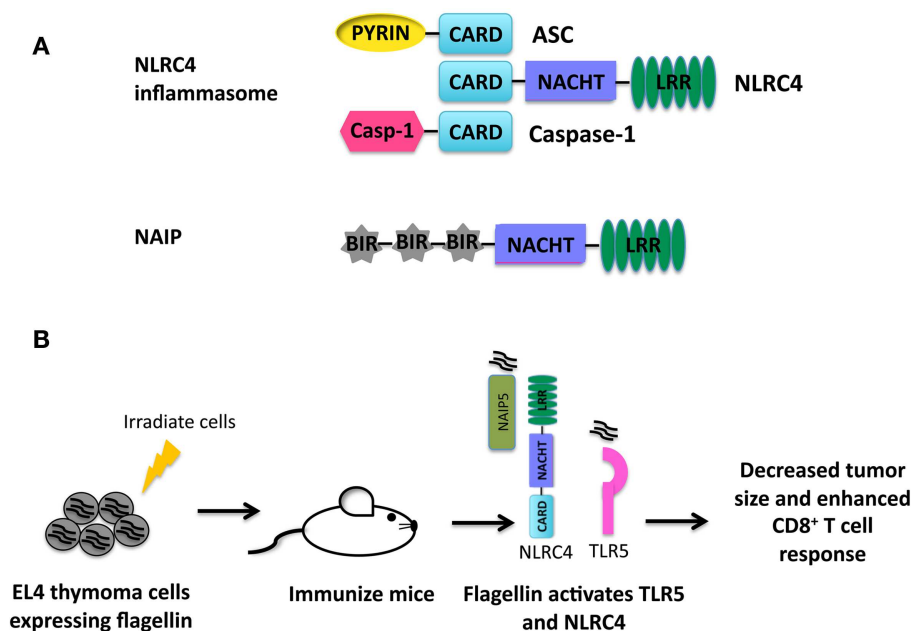 A
NLRC4
inflammasome
PYRIN CARD ASC
CARD NACHT LRR NLRC4
Casp-1 CARD Caspase-1
NAIP
BIR BIR BIR NACHT LRR
B
Irradiate cells
EL4 thymoma cells
expressing flagellin
Immunize mice
NAIP5
LRR
NACHT
CARD
NLRC4
TLR5
Flagellin activates TLR5
and NLRC4
Decreased tumor
size and enhanced
CD8⁺ T cell
response